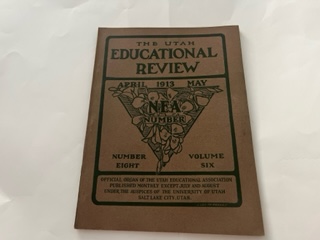 THE UTAH
EDUCATIONAL
REVIEW
APRIL 1913 MAY
N.E.A.
NUMBER
NUMBER VOLUME
EIGHT SIX
OFFICIAL ORGAN OF THE UTAH EDUCATIONAL ASSOCIATION
PUBLISHED MONTHLY EXCEPT JULY AND AUGUST
UNDER THE AUSPICES OF THE UNIVERSITY OF UTAH
SALT LAKE CITY, UTAH.